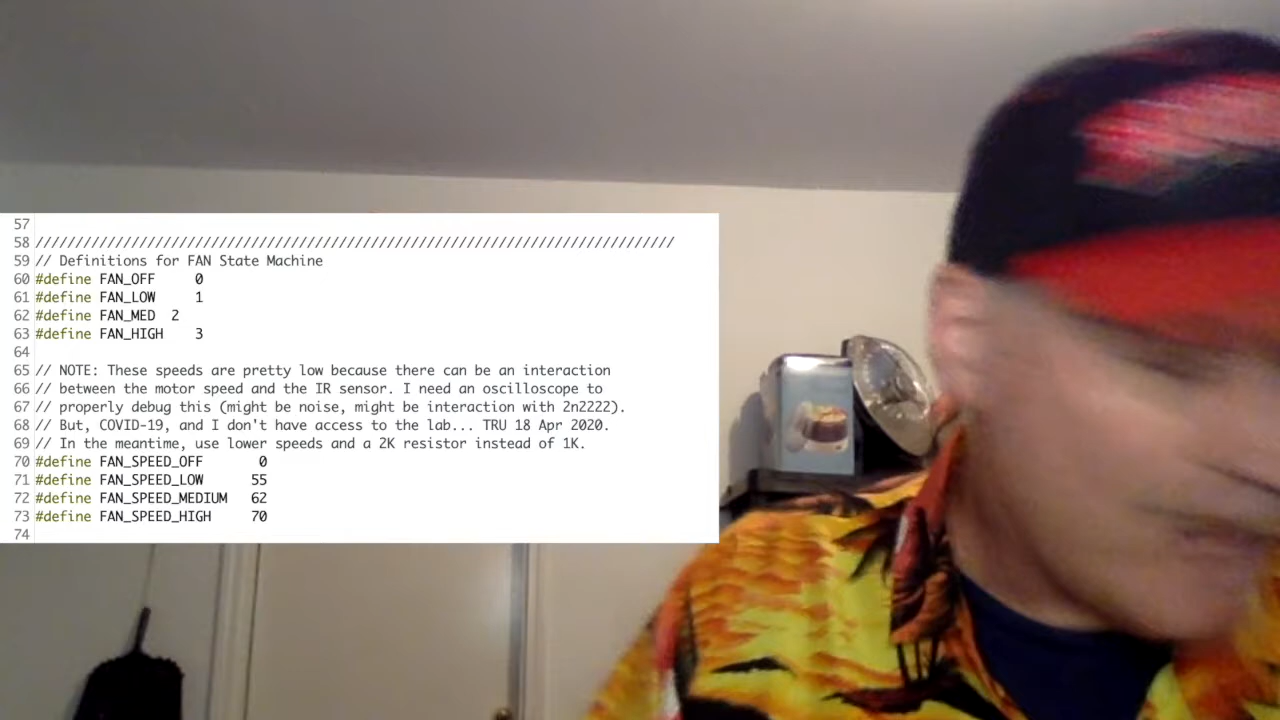 57
58 ////////////////////////////////////////////////////////////////////////////////
59 // Definitions for FAN State Machine
60 #define FAN_OFF     0
61 #define FAN_LOW     1
62 #define FAN_MED  2
63 #define FAN_HIGH    3
64
65 // NOTE: These speeds are pretty low because there can be an interaction
66 // between the motor speed and the IR sensor. I need an oscilloscope to
67 // properly debug this (might be noise, might be interaction with 2n2222).
68 // But, COVID-19, and I don't have access to the lab... TRU 18 Apr 2020.
69 // In the meantime, use lower speeds and a 2K resistor instead of 1K.
70 #define FAN_SPEED_OFF       0
71 #define FAN_SPEED_LOW      55
72 #define FAN_SPEED_MEDIUM   62
73 #define FAN_SPEED_HIGH     70
74